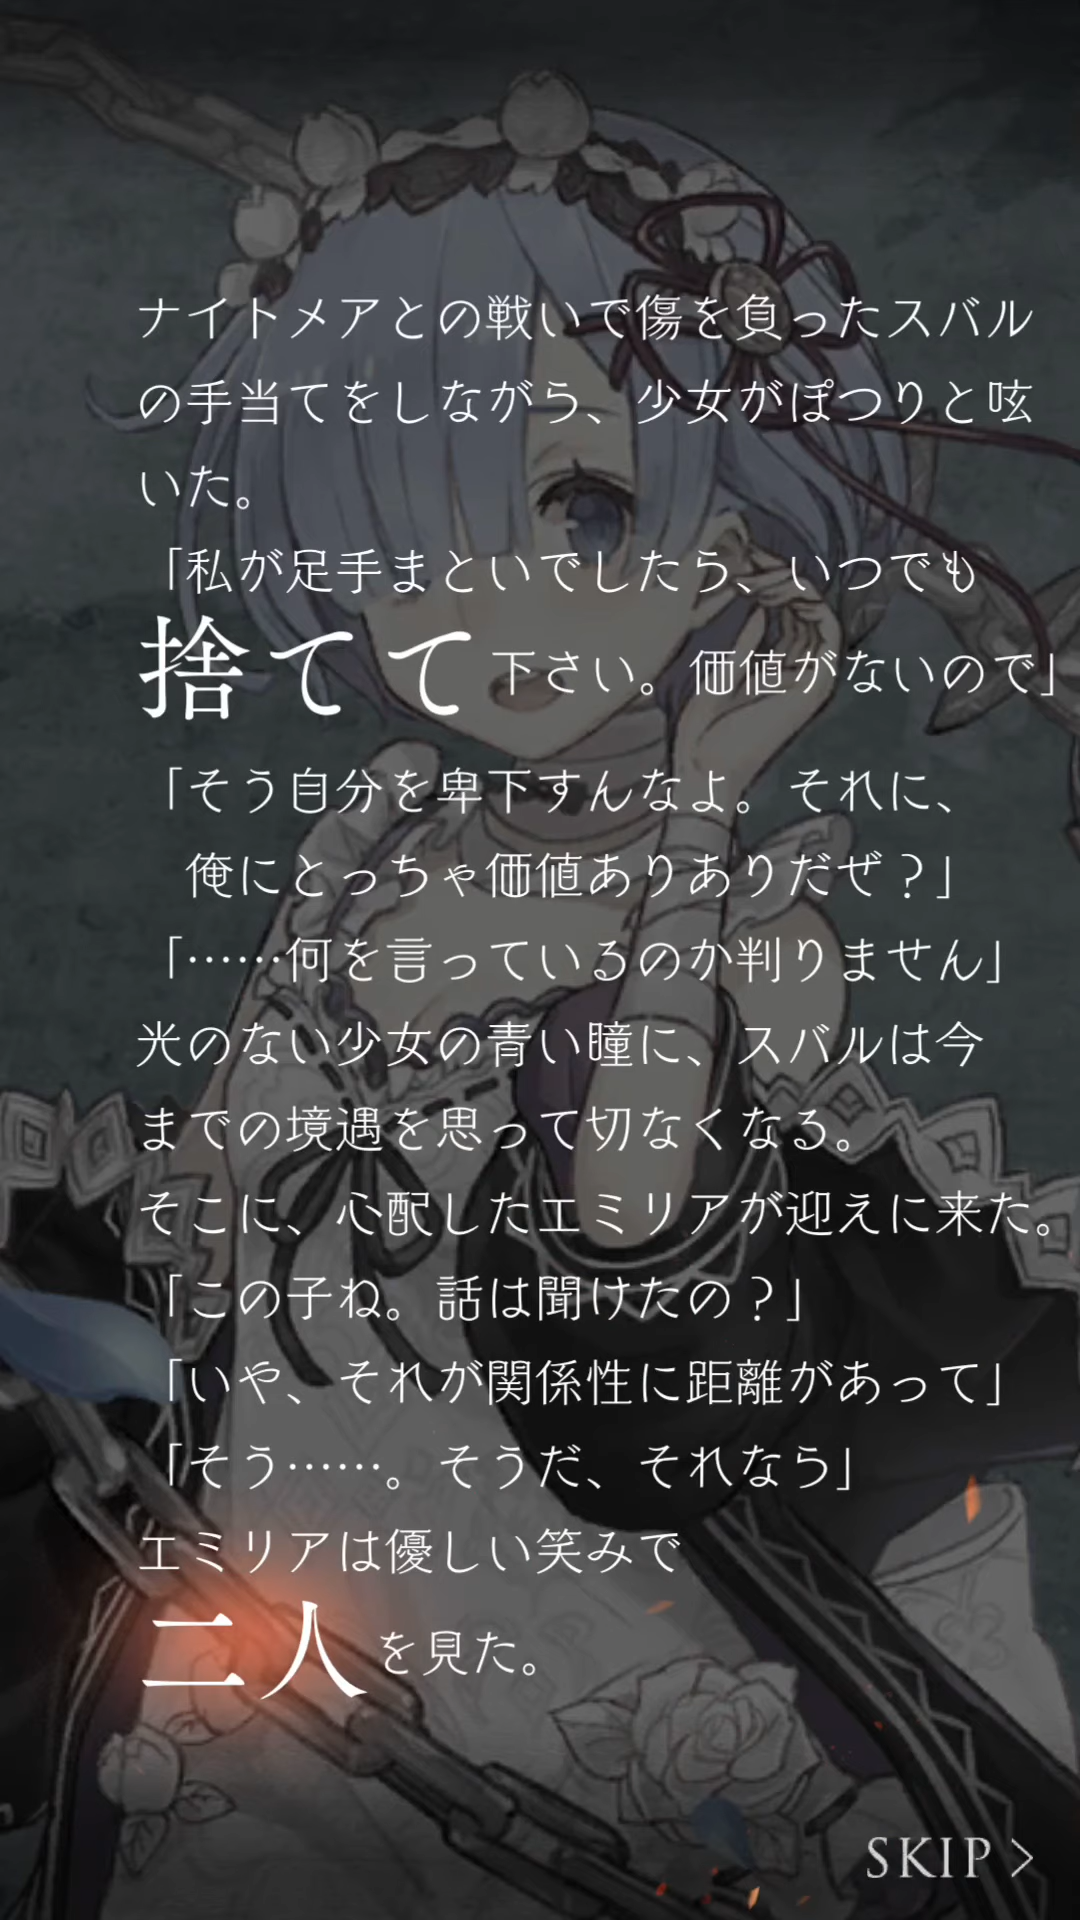 ナイトメアとの戦いで傷を負ったスバル
の手当てをしながら、少女がぽつりと呟
いた。
「私が足手まといでしたら、いつでも
捨てて下さい。価値がないので」
「そう自分を卑下すんなよ。それに、
　俺にとっちゃ価値ありありだぜ？」
「……何を言っているのか判りません」
光のない少女の青い瞳に、スバルは今
までの境遇を思って切なくなる。
そこに、心配したエミリアが迎えに来た。
「この子ね。話は聞けたの？」
「いや、それが関係性に距離があって」
「そう……。そうだ、それなら」
エミリアは優しい笑みで
二人を見た。
SKIP >